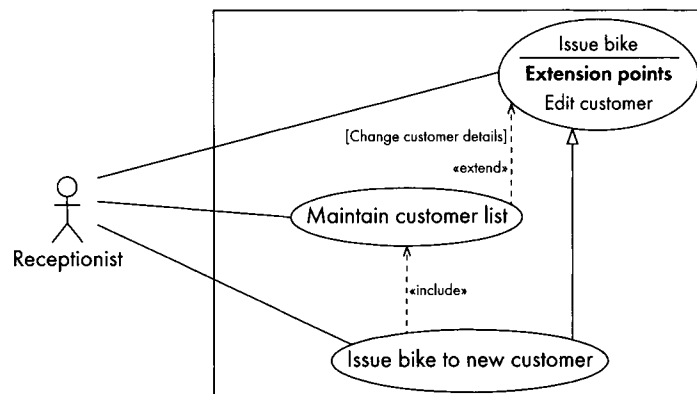 Issue bike
Extension points
Edit customer
[Change customer details]
«extend»
Maintain customer list
Receptionist
«include»
Issue bike to new customer